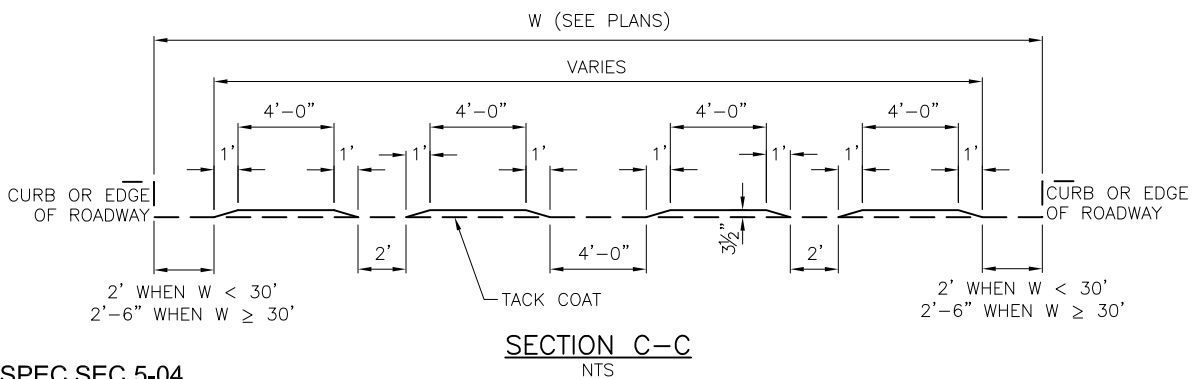 W (SEE PLANS)
VARIES
4'-0" 4'-0" 4'-0" 4'-0"
1' 1' 1' 1' 1' 1' 1' 1'
CURB OR EDGE
OF ROADWAY
CURB OR EDGE
OF ROADWAY
3½"
2' 4'-0" 2'
2' WHEN W < 30'
2'-6" WHEN W ≥ 30'
TACK COAT
2' WHEN W < 30'
2'-6" WHEN W ≥ 30'
SECTION C-C
NTS
SPEC SEC 5-04